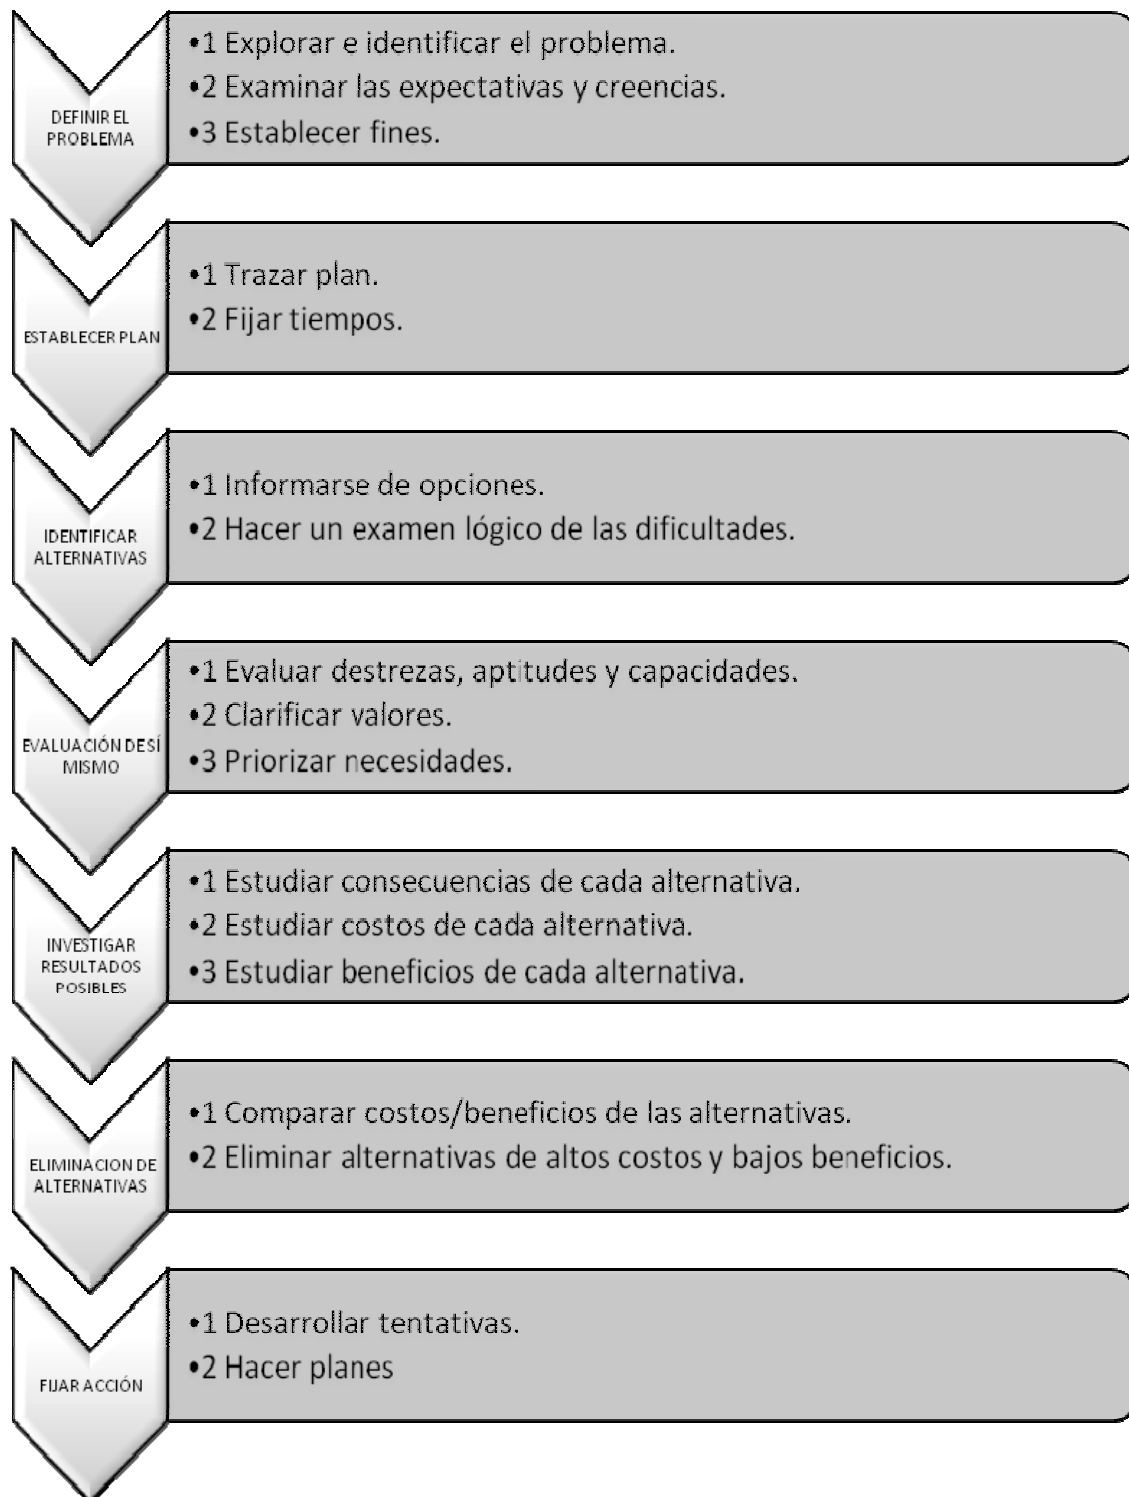 DEFINIR EL
PROBLEMA
•1 Explorar e identificar el problema.
•2 Examinar las expectativas y creencias.
•3 Establecer fines.
ESTABLECER PLAN
•1 Trazar plan.
•2 Fijar tiempos.
IDENTIFICAR
ALTERNATIVAS
•1 Informarse de opciones.
•2 Hacer un examen lógico de las dificultades.
EVALUACIÓN DE SÍ
MISMO
•1 Evaluar destrezas, aptitudes y capacidades.
•2 Clarificar valores.
•3 Priorizar necesidades.
INVESTIGAR
RESULTADOS
POSIBLES
•1 Estudiar consecuencias de cada alternativa.
•2 Estudiar costos de cada alternativa.
•3 Estudiar beneficios de cada alternativa.
ELIMINACION DE
ALTERNATIVAS
•1 Comparar costos/beneficios de las alternativas.
•2 Eliminar alternativas de altos costos y bajos beneficios.
FIJAR ACCIÓN
•1 Desarrollar tentativas.
•2 Hacer planes